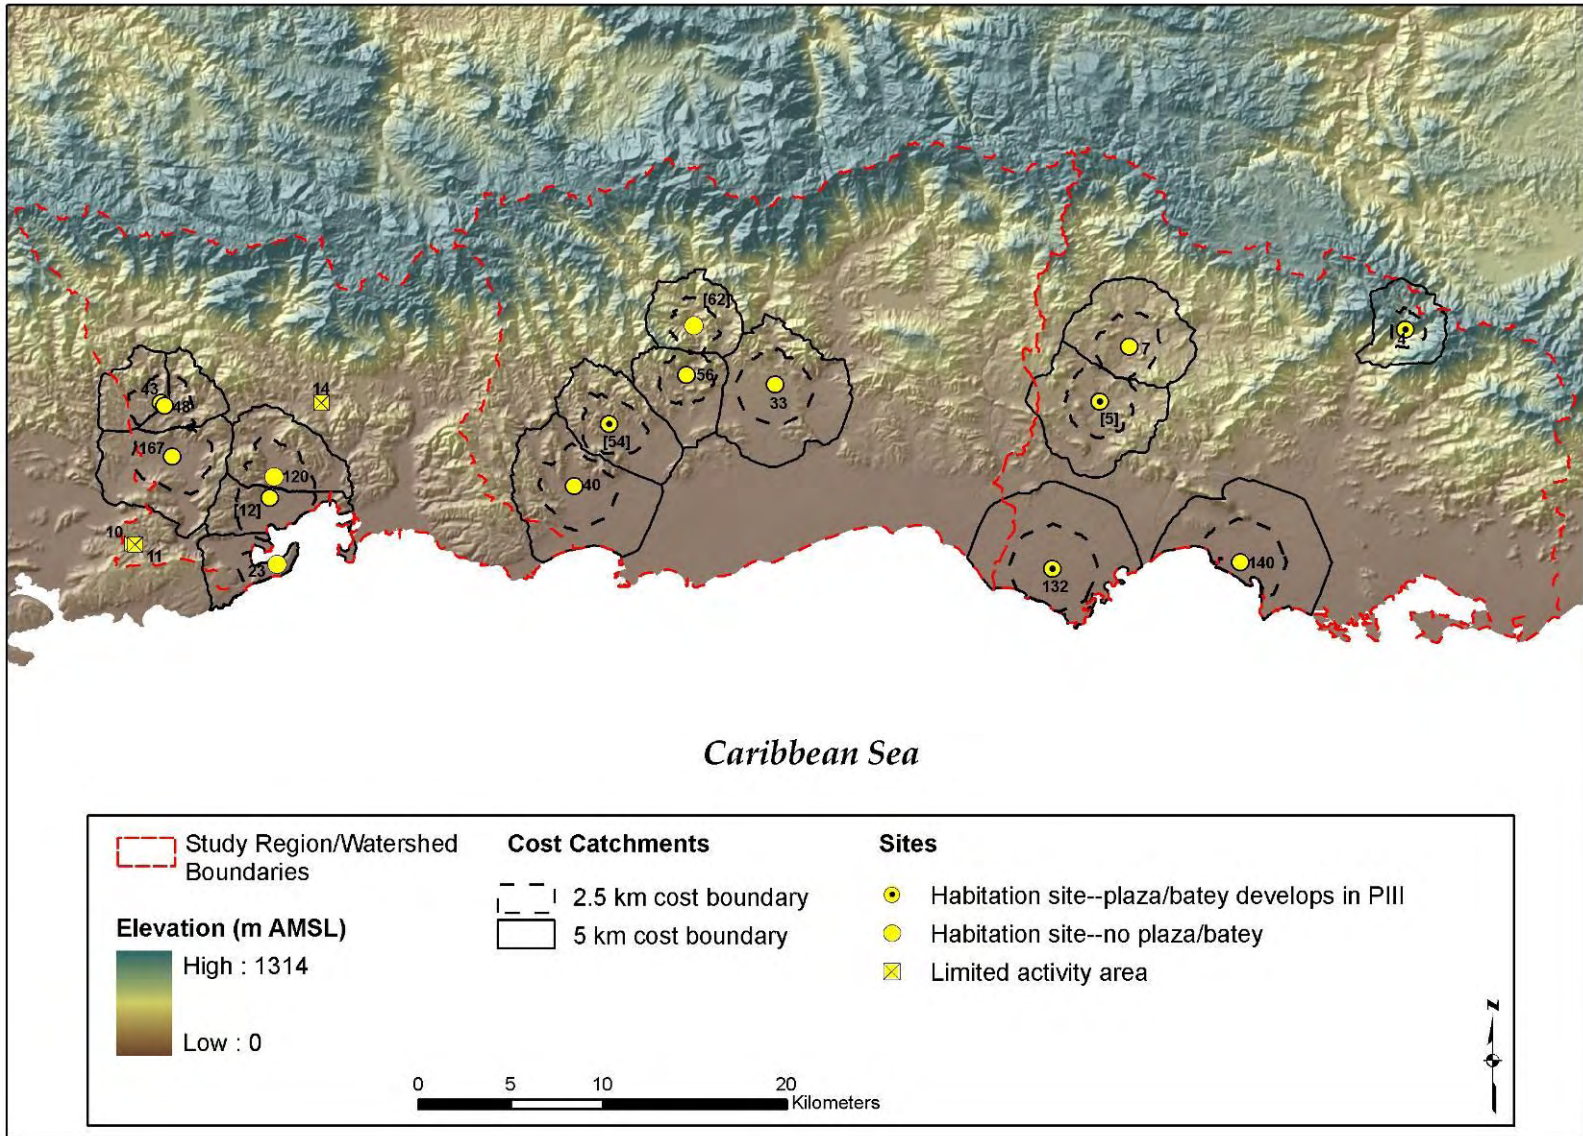 [62]
4
7
43
48
14
56
33
[5]
[54]
167
120
40
[12]
10
11
23
132
140
Caribbean Sea
Study Region/Watershed
Boundaries
Elevation (m AMSL)
High : 1314
Low : 0
Cost Catchments
2.5 km cost boundary
5 km cost boundary
Sites
Habitation site--plaza/batey develops in PIII
Habitation site--no plaza/batey
Limited activity area
0 5 10 20
Kilometers
N